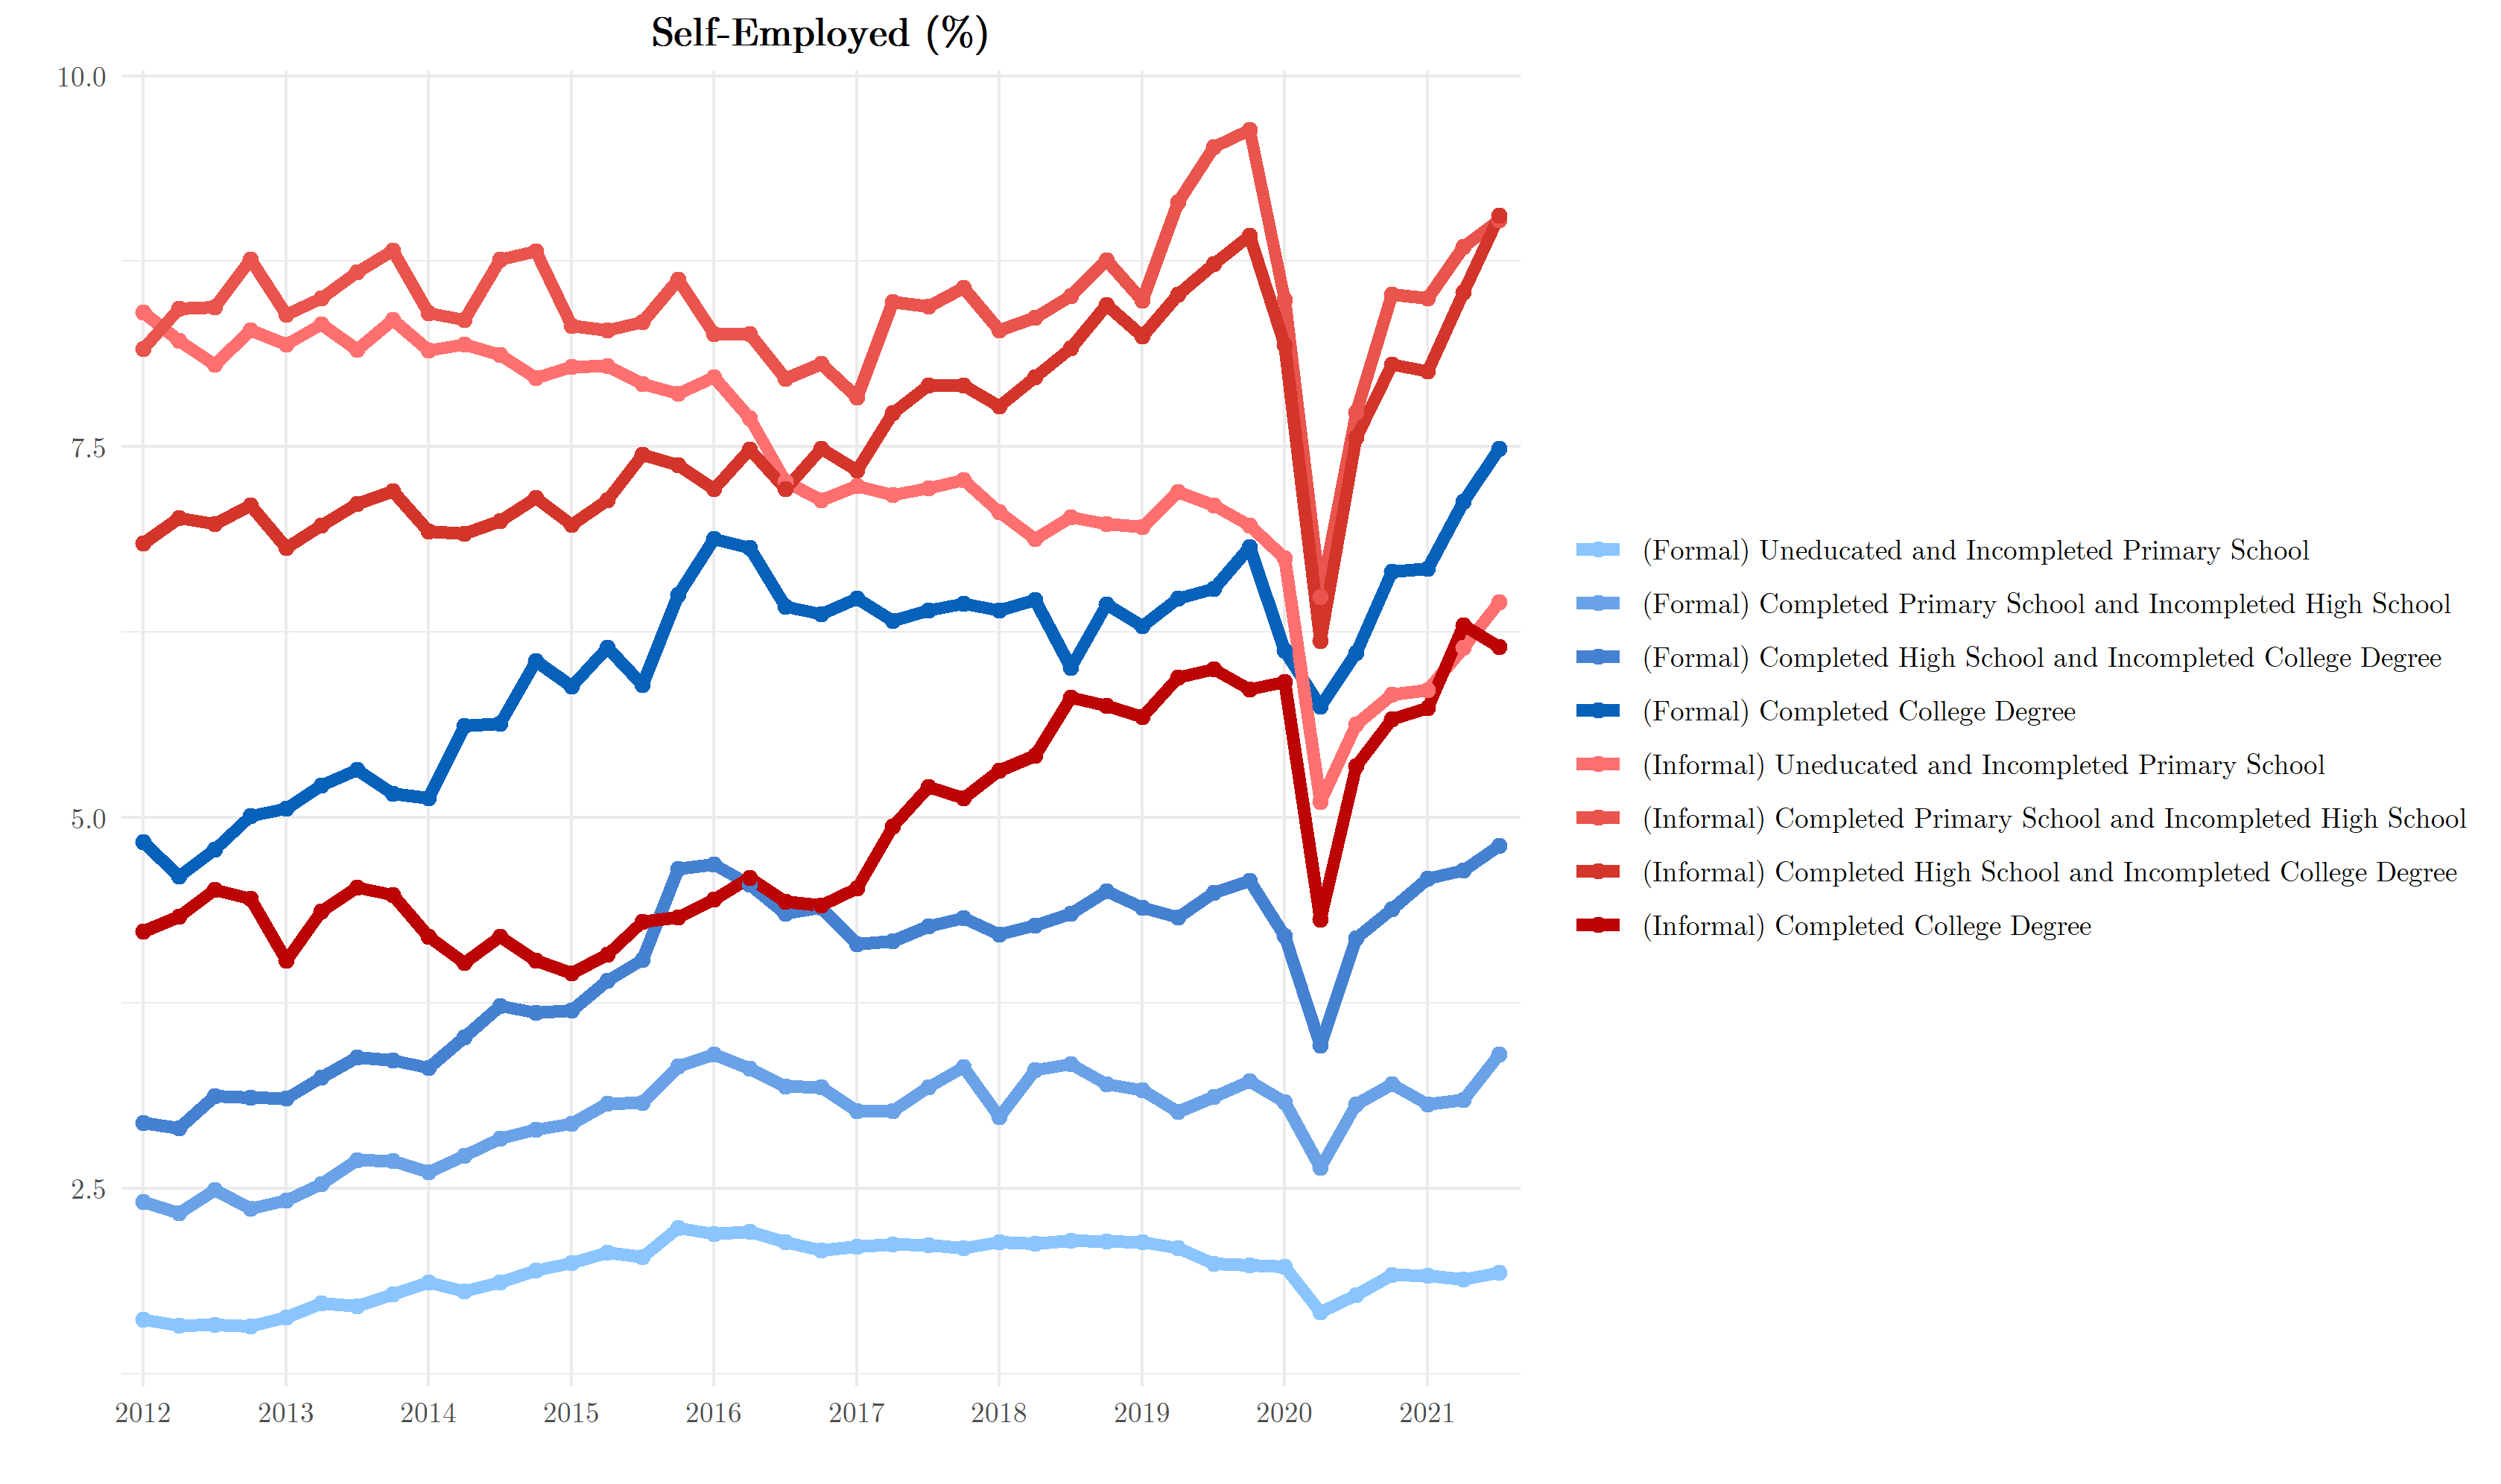 Self-Employed (%)
10.0
7.5
5.0
2.5
2012 2013 2014 2015 2016 2017 2018 2019 2020 2021
(Formal) Uneducated and Incompleted Primary School
(Formal) Completed Primary School and Incompleted High School
(Formal) Completed High School and Incompleted College Degree
(Formal) Completed College Degree
(Informal) Uneducated and Incompleted Primary School
(Informal) Completed Primary School and Incompleted High School
(Informal) Completed High School and Incompleted College Degree
(Informal) Completed College Degree